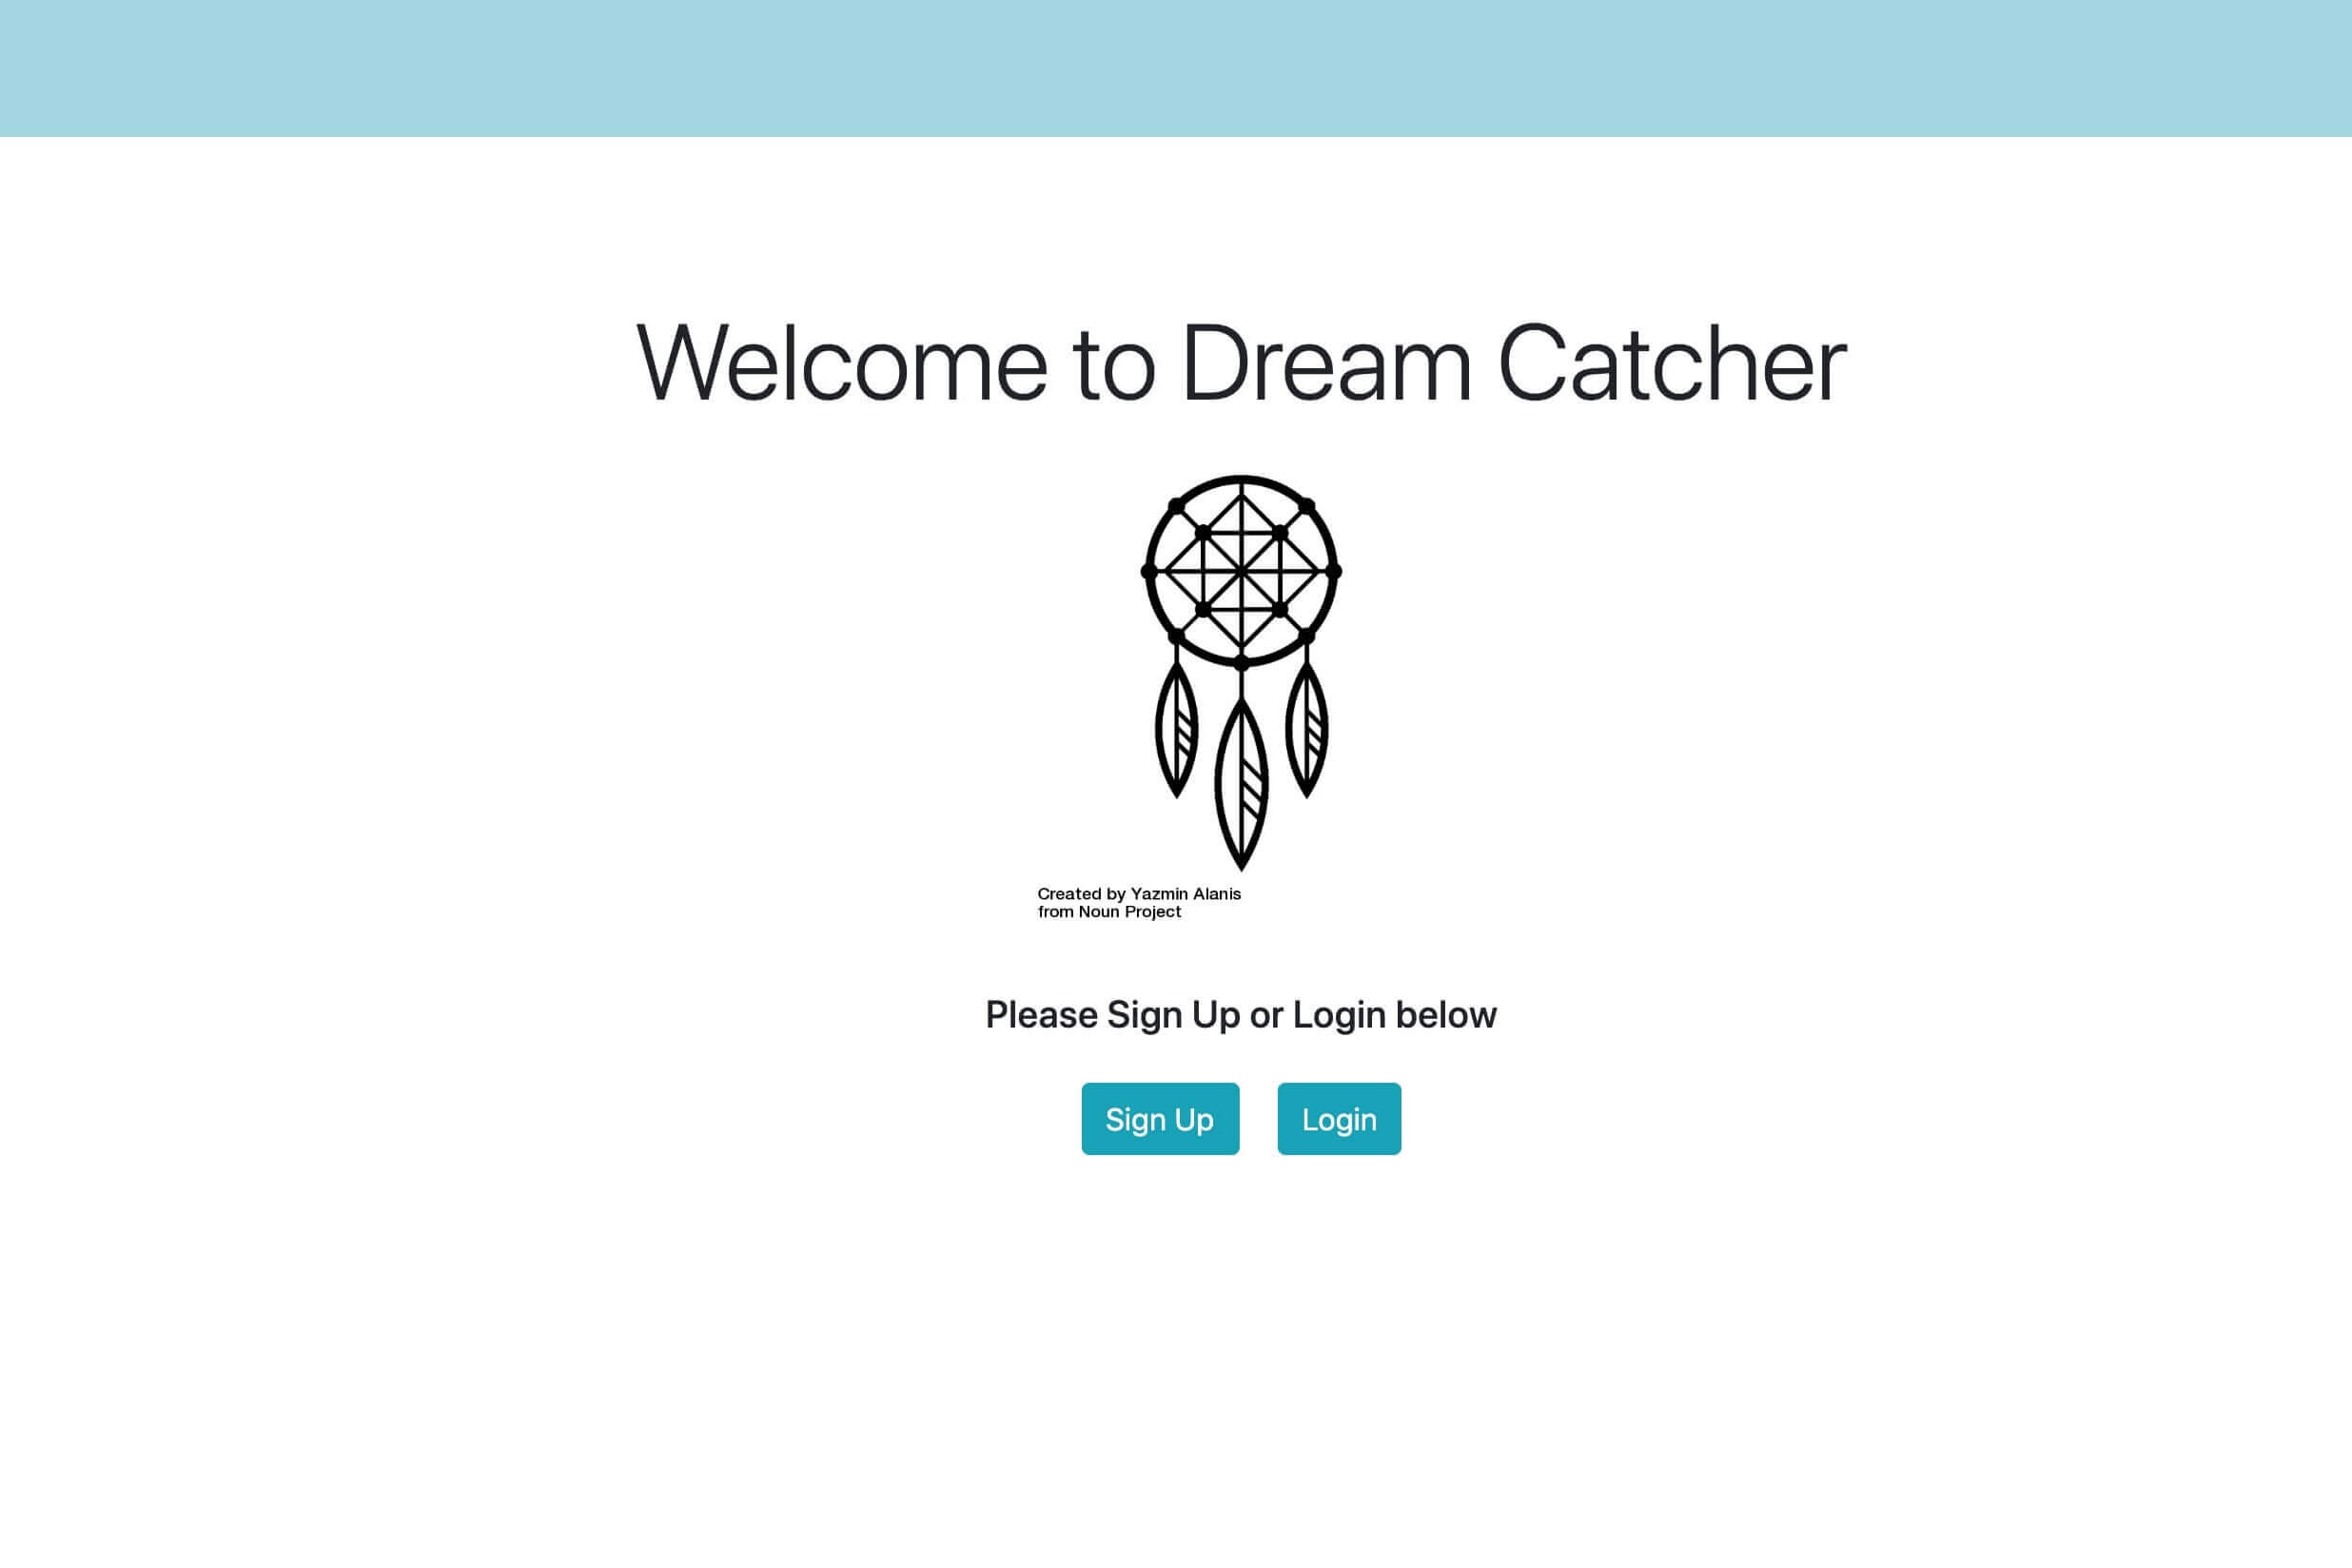 Welcome to Dream Catcher
Created by Yazmin Alanis
from Noun Project
Please Sign Up or Login below
Sign Up
Login